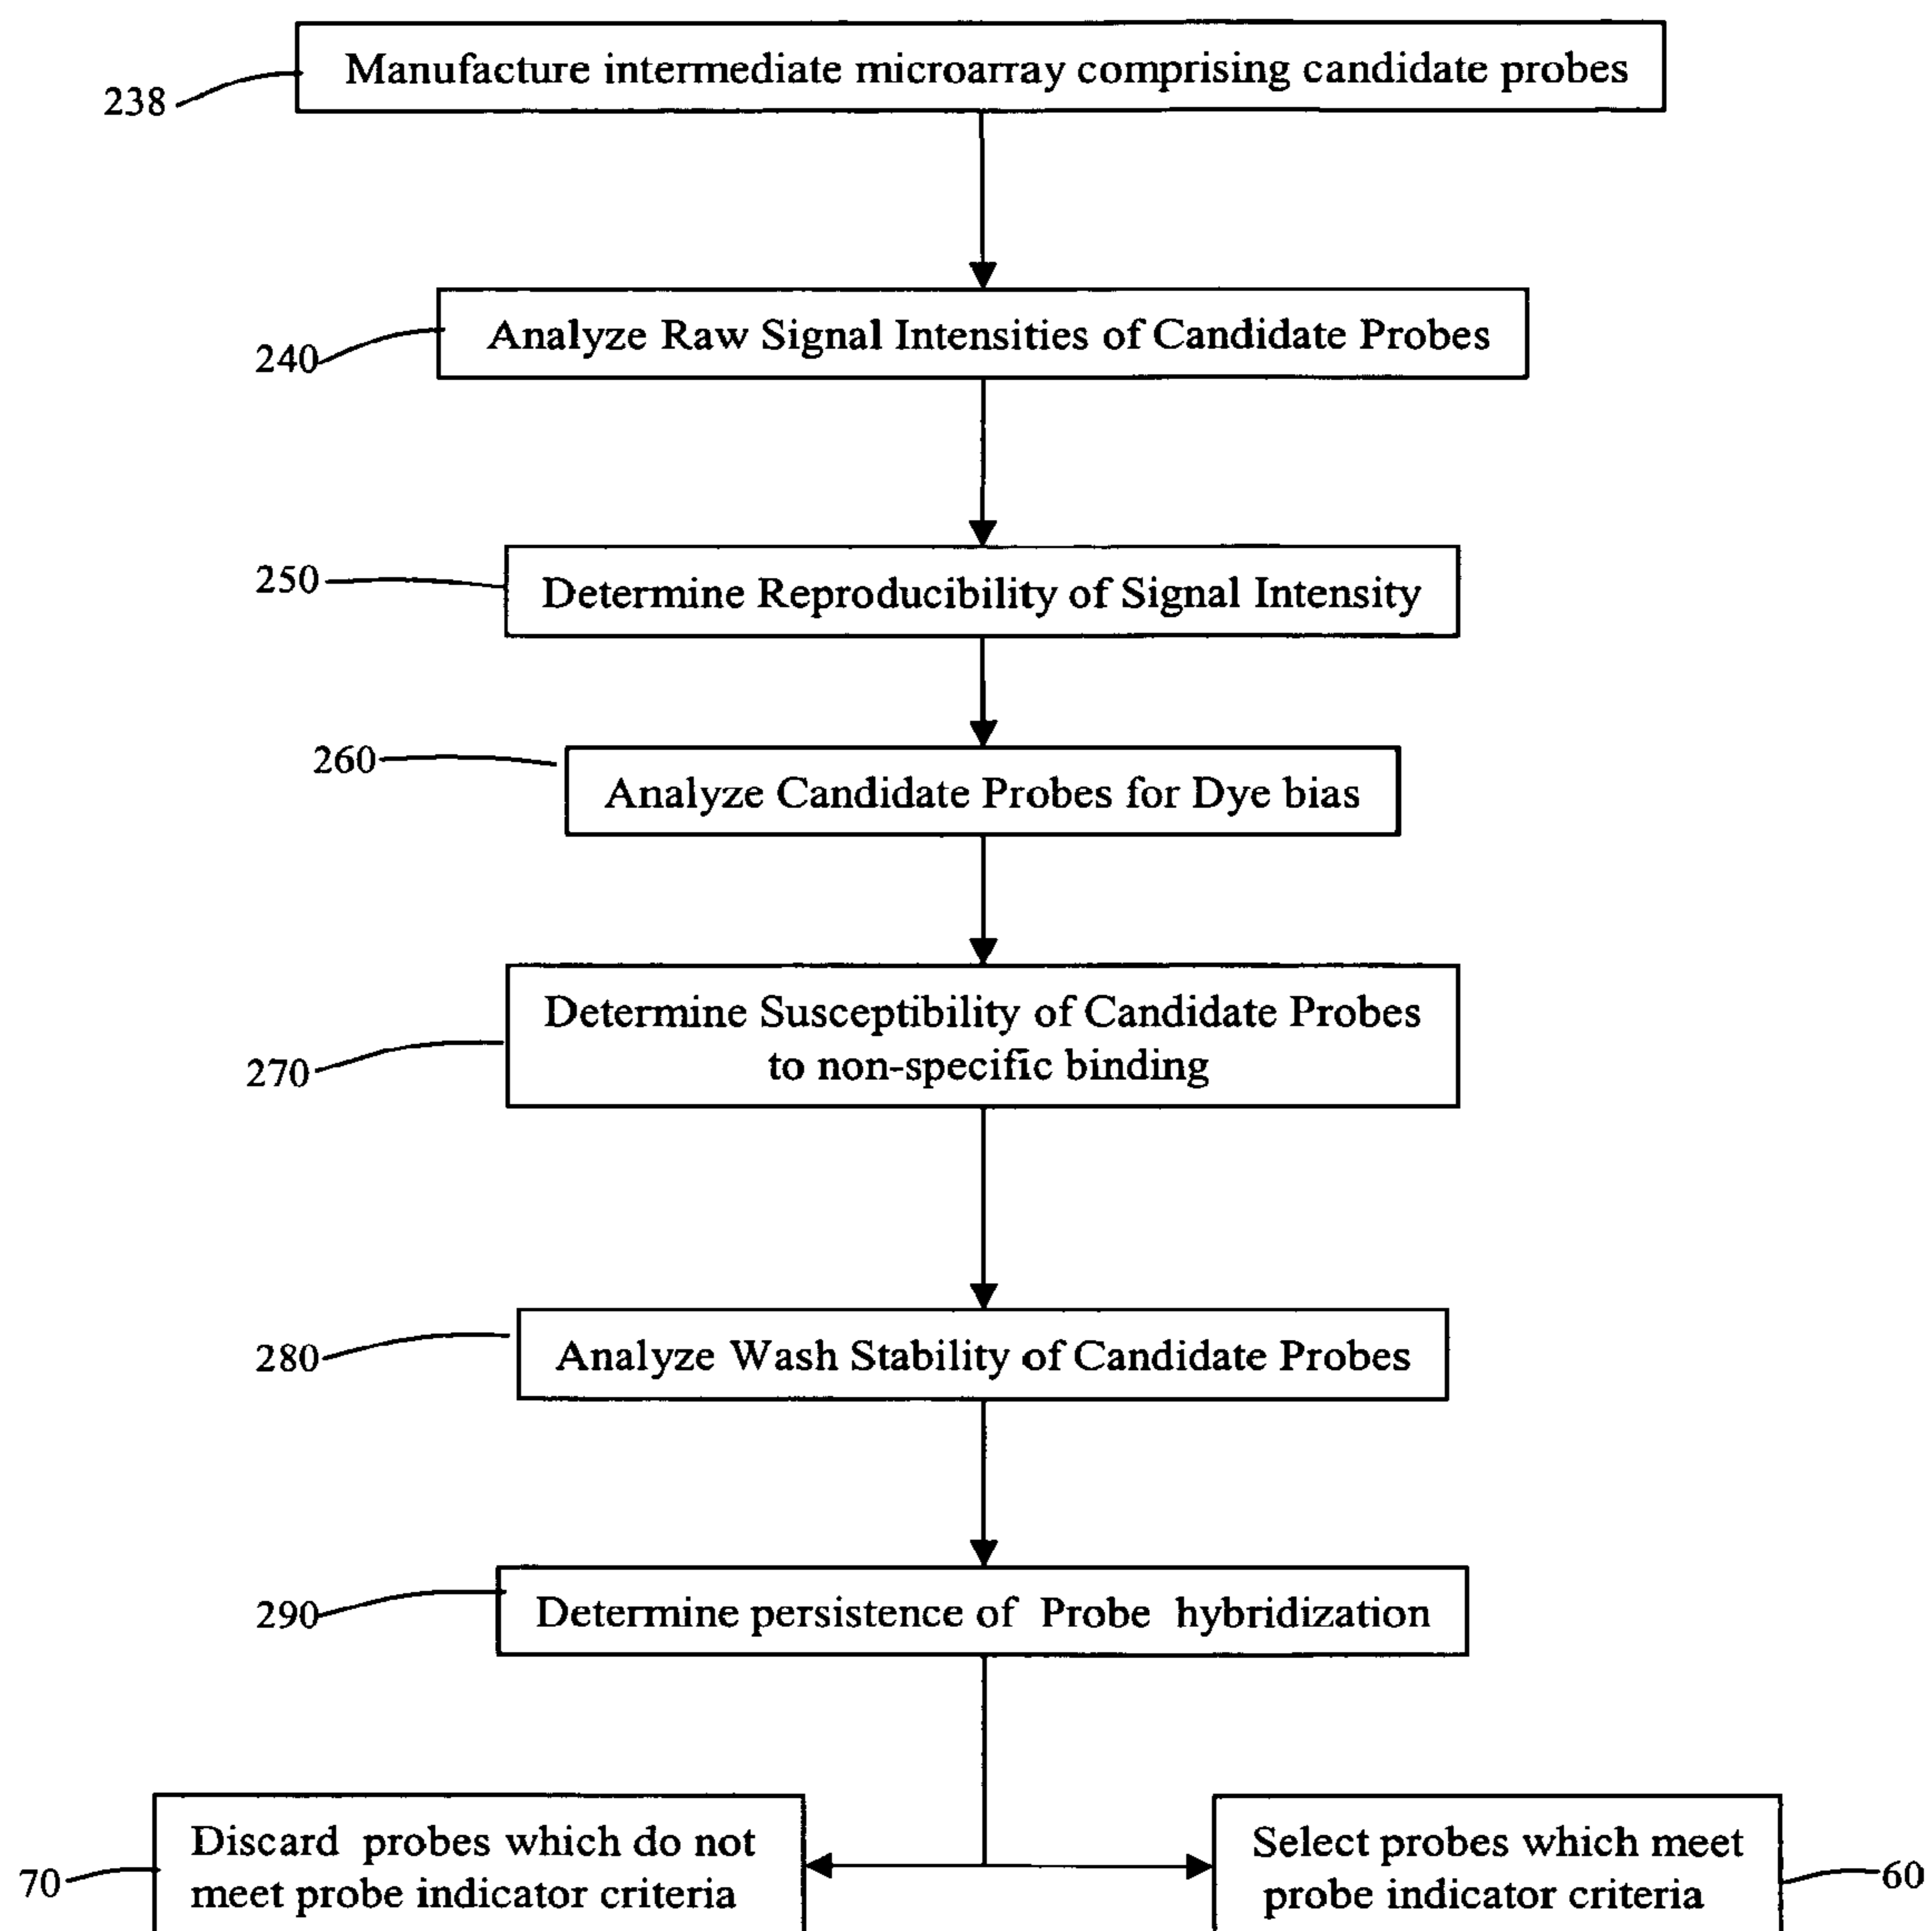 Manufacture intermediate microarray comprising candidate probes
238
Analyze Raw Signal Intensities of Candidate Probes
240
Determine Reproducibility of Signal Intensity
250
260
Analyze Candidate Probes for Dye bias
Determine Susceptibility of Candidate Probes
to non-specific binding
270
Analyze Wash Stability of Candidate Probes
280
Determine persistence of Probe hybridization
290
Discard probes which do not
meet probe indicator criteria
70
Select probes which meet
probe indicator criteria
60